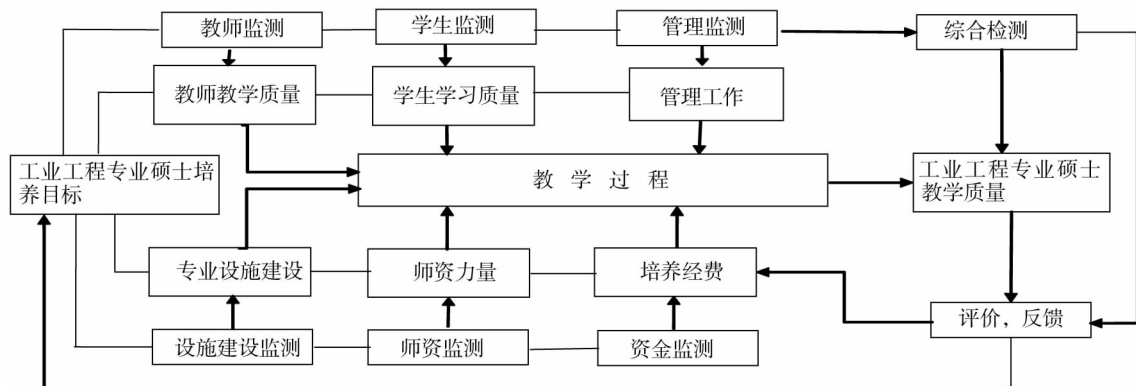 教师监测
学生监测
管理监测
综合检测
教师教学质量
学生学习质量
管理工作
工业工程专业硕士培
养目标
教 学 过 程
工业工程专业硕士
教学质量
专业设施建设
师资力量
培养经费
评价，反馈
设施建设监测
师资监测
资金监测